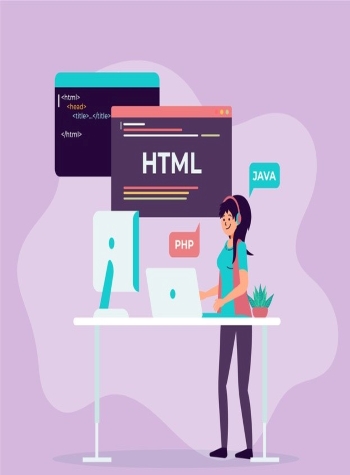 <html>
<head>
<title>...</title>
</html>
HTML
JAVA
PHP